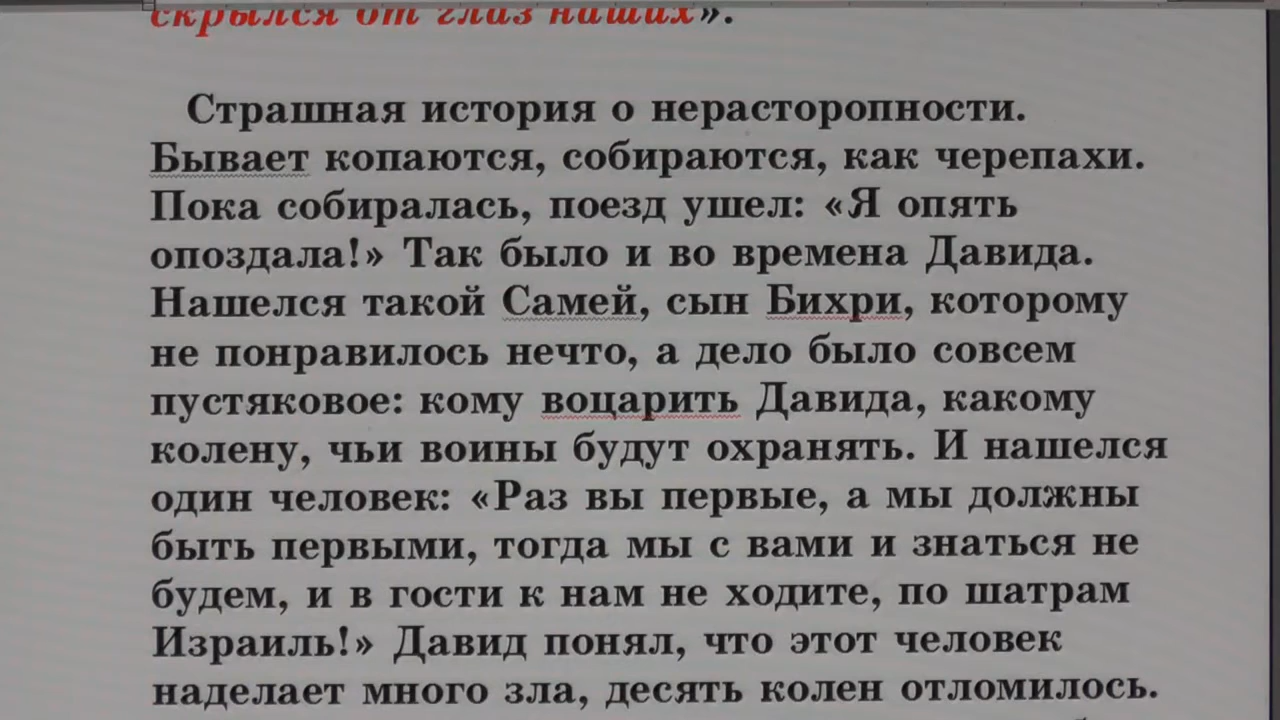 скрылся от глаз наших».
Страшная история о нерасторопности.
Бывает копаются, собираются, как черепахи.
Пока собиралась, поезд ушел: «Я опять
опоздала!» Так было и во времена Давида.
Нашелся такой Самей, сын Бихри, которому
не понравилось нечто, а дело было совсем
пустяковое: кому воцарить Давида, какому
колену, чьи воины будут охранять. И нашелся
один человек: «Раз вы первые, а мы должны
быть первыми, тогда мы с вами и знаться не
будем, и в гости к нам не ходите, по шатрам
Израиль!» Давид понял, что этот человек
наделает много зла, десять колен отломилось.